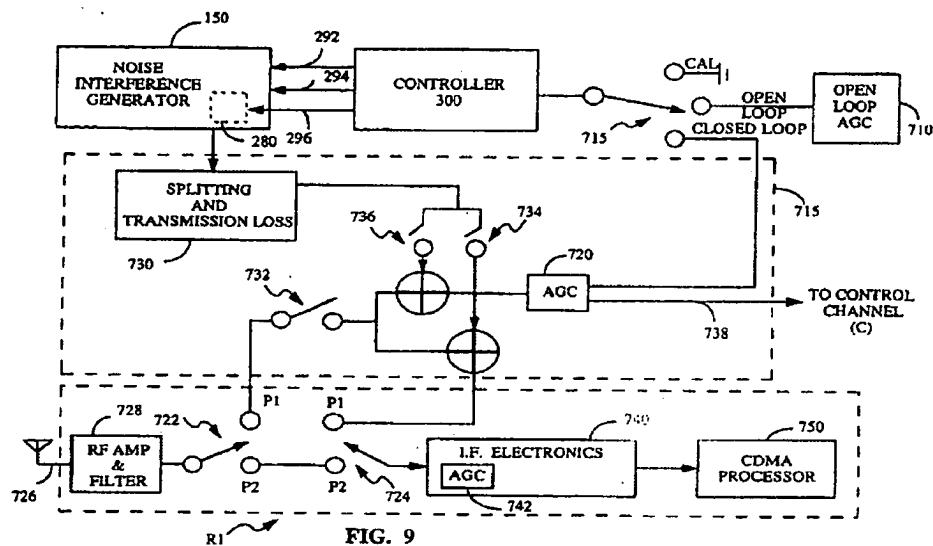 150
292
NOISE
INTERFERENCE
GENERATOR
294
CONTROLLER
300
CAL
OPEN
LOOP
AGC
OPEN
LOOP
CLOSED LOOP
715
710
280
296
SPLITTING
AND
TRANSMISSION LOSS
730
736
734
715
732
720
AGC
738
TO CONTROL
CHANNEL
(C)
728
722
P1
P1
740
750
RF AMP
&
FILTER
I.F. ELECTRONICS
AGC
742
CDMA
PROCESSOR
726
P2
P2
724
R1
FIG. 9